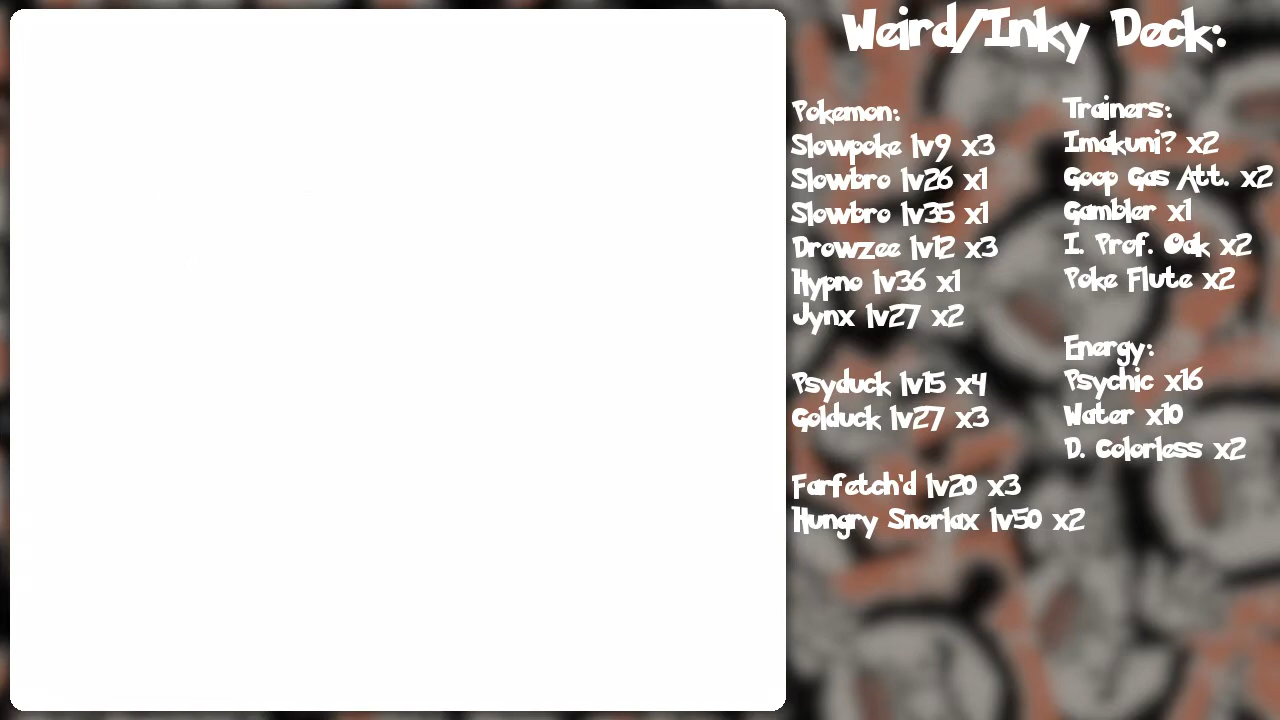 Weird/Inky Deck:
Pokemon:
Slowpoke lv9 x3
Slowbro lv26 x1
Slowbro lv35 x1
Drowzee lv12 x3
Hypno lv36 x1
Jynx lv27 x2
Psyduck lv15 x4
Golduck lv27 x3
Farfetch'd lv20 x3
Hungry Snorlax lv50 x2
Trainers:
Imakuni? x2
Goop Gas Att. x2
Gambler x1
I. Prof. Oak x2
Poke Flute x2
Energy:
Psychic x16
Water x10
D. Colorless x2